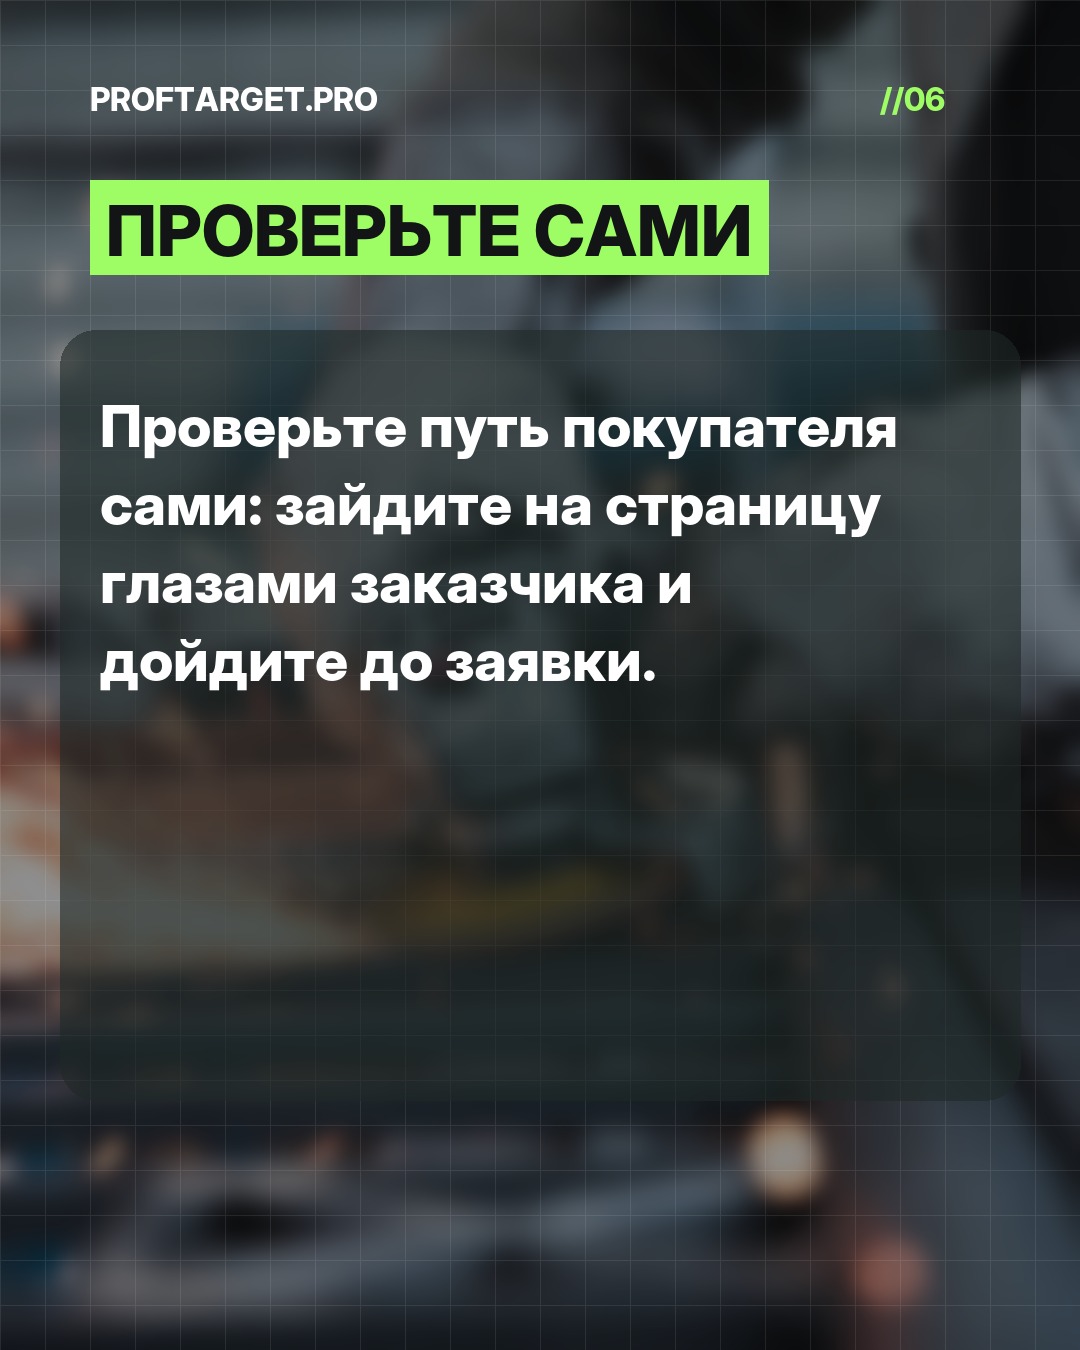 PROFTARGET.PRO
//06
ПРОВЕРЬТЕ САМИ
Проверьте путь покупателя
сами: зайдите на страницу
глазами заказчика и
дойдите до заявки.